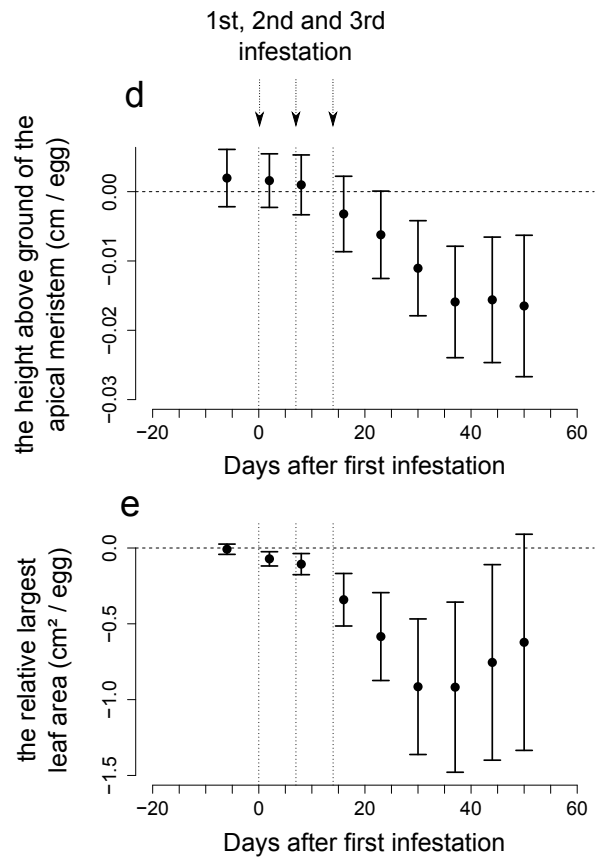 1st, 2nd and 3rd
infestation
d
the height above ground of the
apical meristem (cm / egg)
0.00
−0.01
−0.02
−0.03
−20 0 20 40 60
Days after first infestation
e
the relative largest
leaf area (cm² / egg)
0.0
−0.5
−1.0
−1.5
−20 0 20 40 60
Days after first infestation